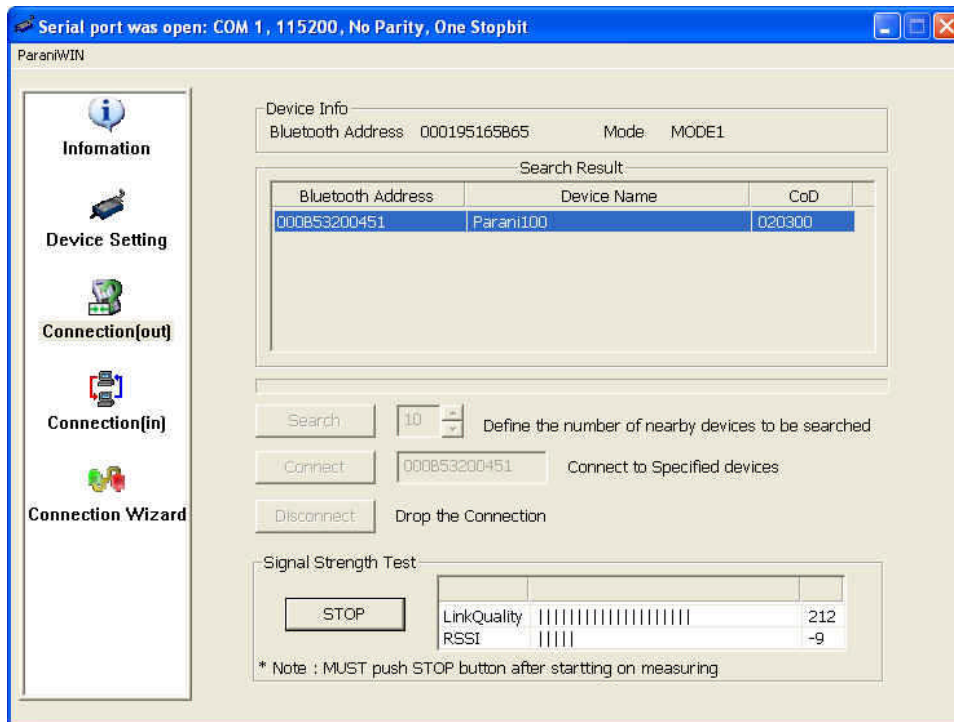 Serial port was open: COM 1, 115200, No Parity, One Stopbit
ParaniWIN
Infomation
Device Setting
Connection(out)
Connection(in)
Connection Wizard
Device Info
Bluetooth Address 000195165B65 Mode MODE1
Search Result
Bluetooth Address Device Name CoD
000B53200451 Parani100 020300
Search 10 Define the number of nearby devices to be searched
Connect 000B53200451 Connect to Specified devices
Disconnect Drop the Connection
Signal Strength Test
STOP
LinkQuality |||||||||||||||||||| 212
RSSI ||||| -9
* Note : MUST push STOP button after startting on measuring